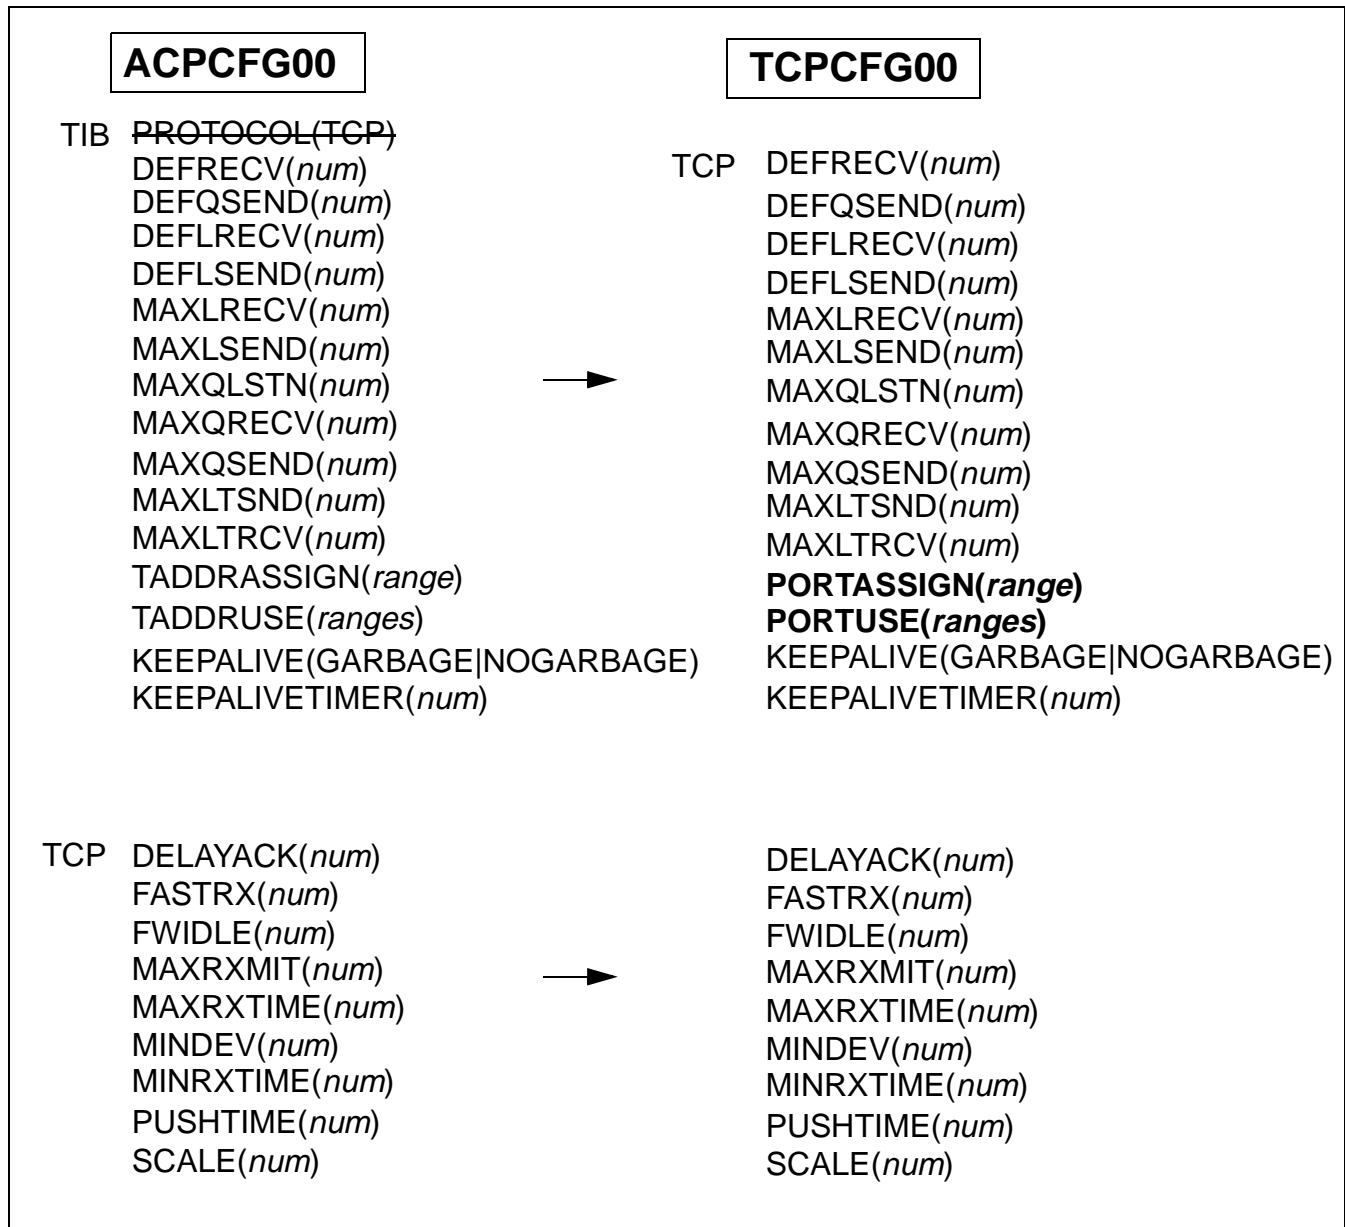 ACPCFG00
TIB PROTOCOL(TCP)
DEFRECV(num)
DEFQSEND(num)
DEFLRECV(num)
DEFLSEND(num)
MAXLRECV(num)
MAXLSEND(num)
MAXQLSTN(num)
MAXQRECV(num)
MAXQSEND(num)
MAXLTSND(num)
MAXLTRCV(num)
TADDRASSIGN(range)
TADDRUSE(ranges)
KEEPALIVE(GARBAGE|NOGARBAGE)
KEEPALIVETIMER(num)
TCP DELAYACK(num)
FASTRX(num)
FWIDLE(num)
MAXRXMIT(num)
MAXRXTIME(num)
MINDEV(num)
MINRXTIME(num)
PUSHTIME(num)
SCALE(num)
TCPCFG00
TCP DEFRECV(num)
DEFQSEND(num)
DEFLRECV(num)
DEFLSEND(num)
MAXLRECV(num)
MAXLSEND(num)
MAXQLSTN(num)
MAXQRECV(num)
MAXQSEND(num)
MAXLTSND(num)
MAXLTRCV(num)
PORTASSIGN(range)
PORTUSE(ranges)
KEEPALIVE(GARBAGE|NOGARBAGE)
KEEPALIVETIMER(num)
DELAYACK(num)
FASTRX(num)
FWIDLE(num)
MAXRXMIT(num)
MAXRXTIME(num)
MINDEV(num)
MINRXTIME(num)
PUSHTIME(num)
SCALE(num)